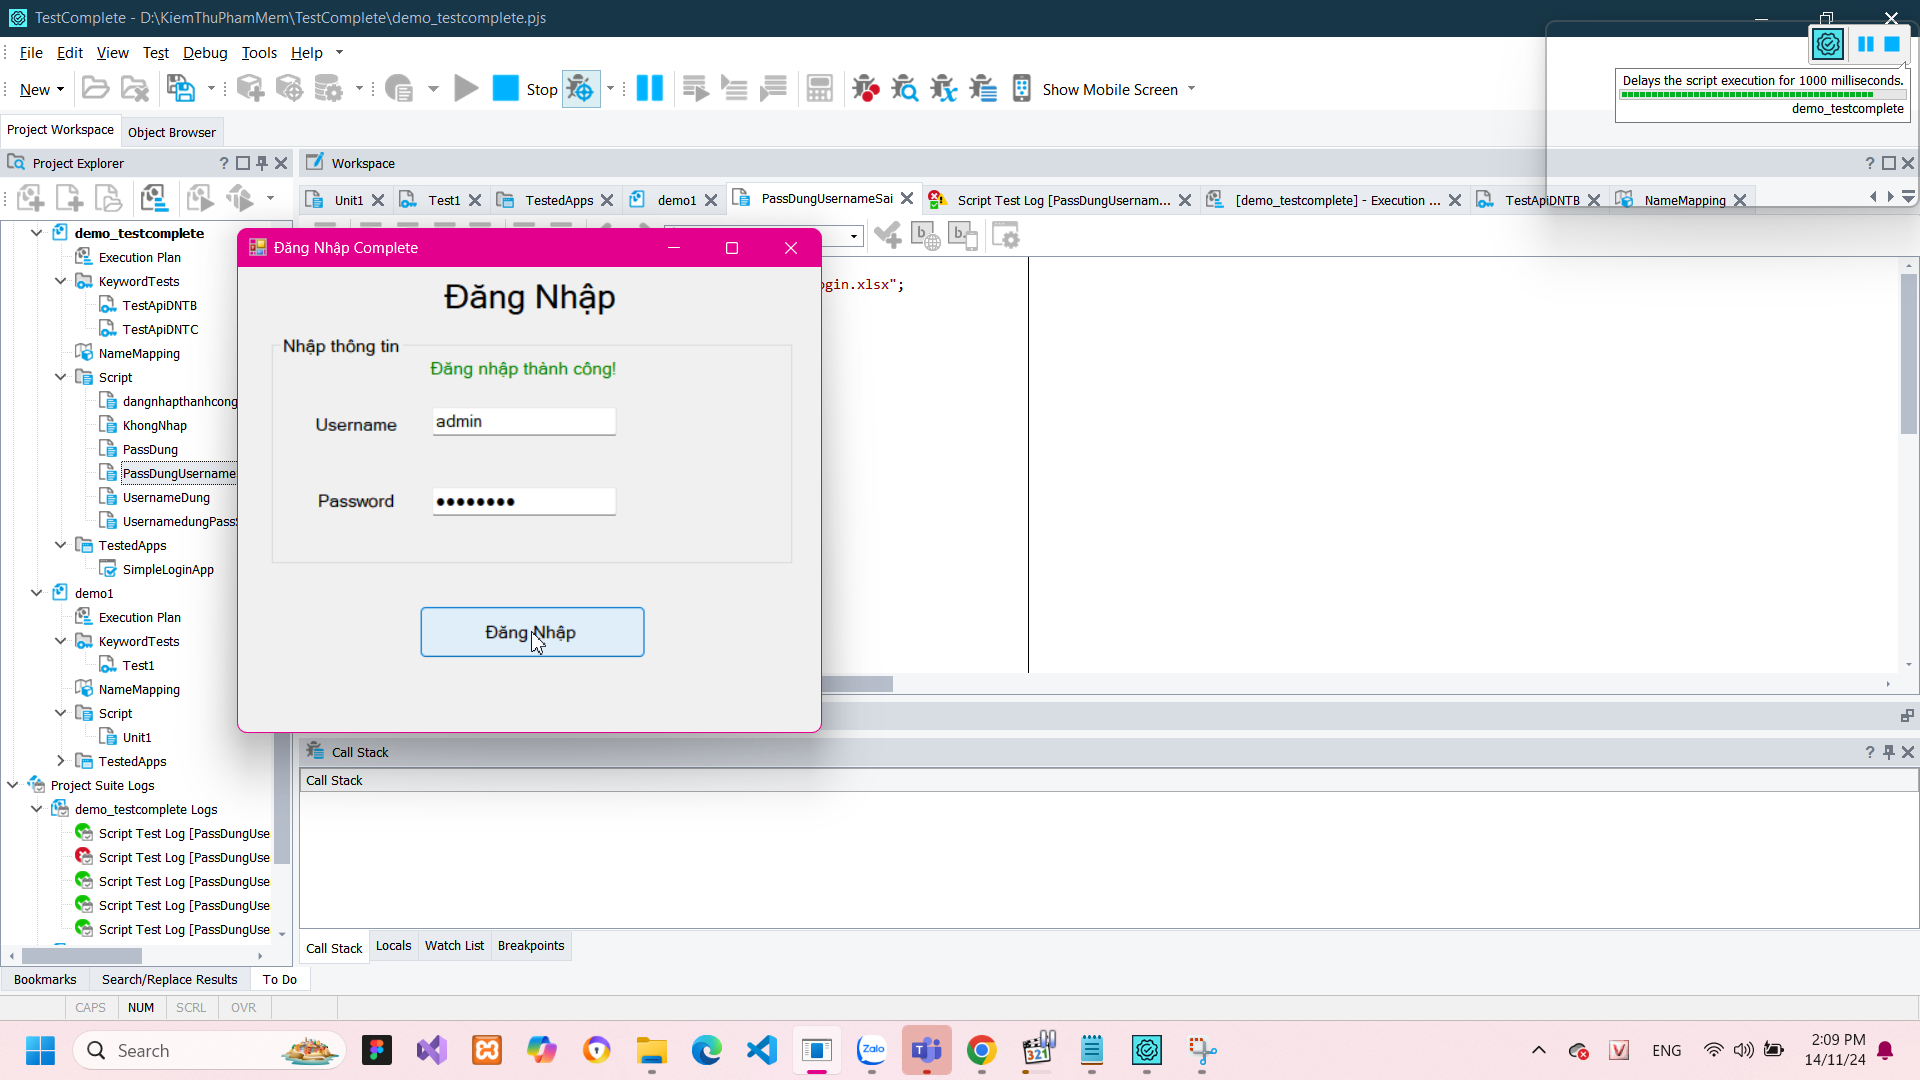 TestComplete - D:\KiemThuPhamMem\TestComplete\demo_testcomplete.pjs
File Edit View Test Debug Tools Help
New Stop Show Mobile Screen
Delays the script execution for 1000 milliseconds.
demo_testcomplete
Project Workspace Object Browser
Project Explorer
Workspace
Unit1 Test1 TestedApps demo1 PassDungUsernameSai Script Test Log [PassDungUsernam... [demo_testcomplete] - Execution ... TestApiDNTB NameMapping
demo_testcomplete
Execution Plan
KeywordTests
TestApiDNTB
TestApiDNTC
NameMapping
Script
dangnhapthanhcong
KhongNhap
PassDung
PassDungUsername
UsernameDung
UsernamedungPass
TestedApps
SimpleLoginApp
demo1
Execution Plan
KeywordTests
Test1
NameMapping
Script
Unit1
TestedApps
Project Suite Logs
demo_testcomplete Logs
Script Test Log [PassDungUse
Script Test Log [PassDungUse
Script Test Log [PassDungUse
Script Test Log [PassDungUse
Script Test Log [PassDungUse
Đăng Nhập Complete
Đăng Nhập
Nhập thông tin
Đăng nhập thành công!
Username admin
Password ●●●●●●●●
Đăng Nhập
ogin.xlsx";
Call Stack
Call Stack
Call Stack Locals Watch List Breakpoints
Bookmarks Search/Replace Results To Do
CAPS NUM SCRL OVR
Search
Zalo
321
ENG
2:09 PM
14/11/24